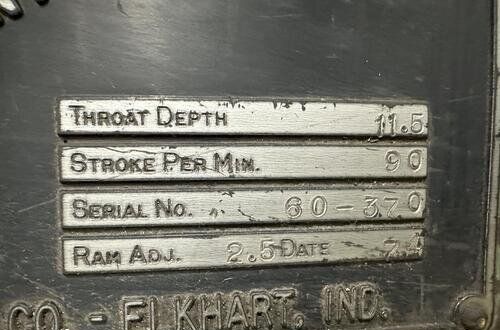 THROAT DEPTH 11.5
STROKE PER MIN. 90
SERIAL NO. 60-370
RAM ADJ. 2.5 DATE
CO. - ELKHART, IND.